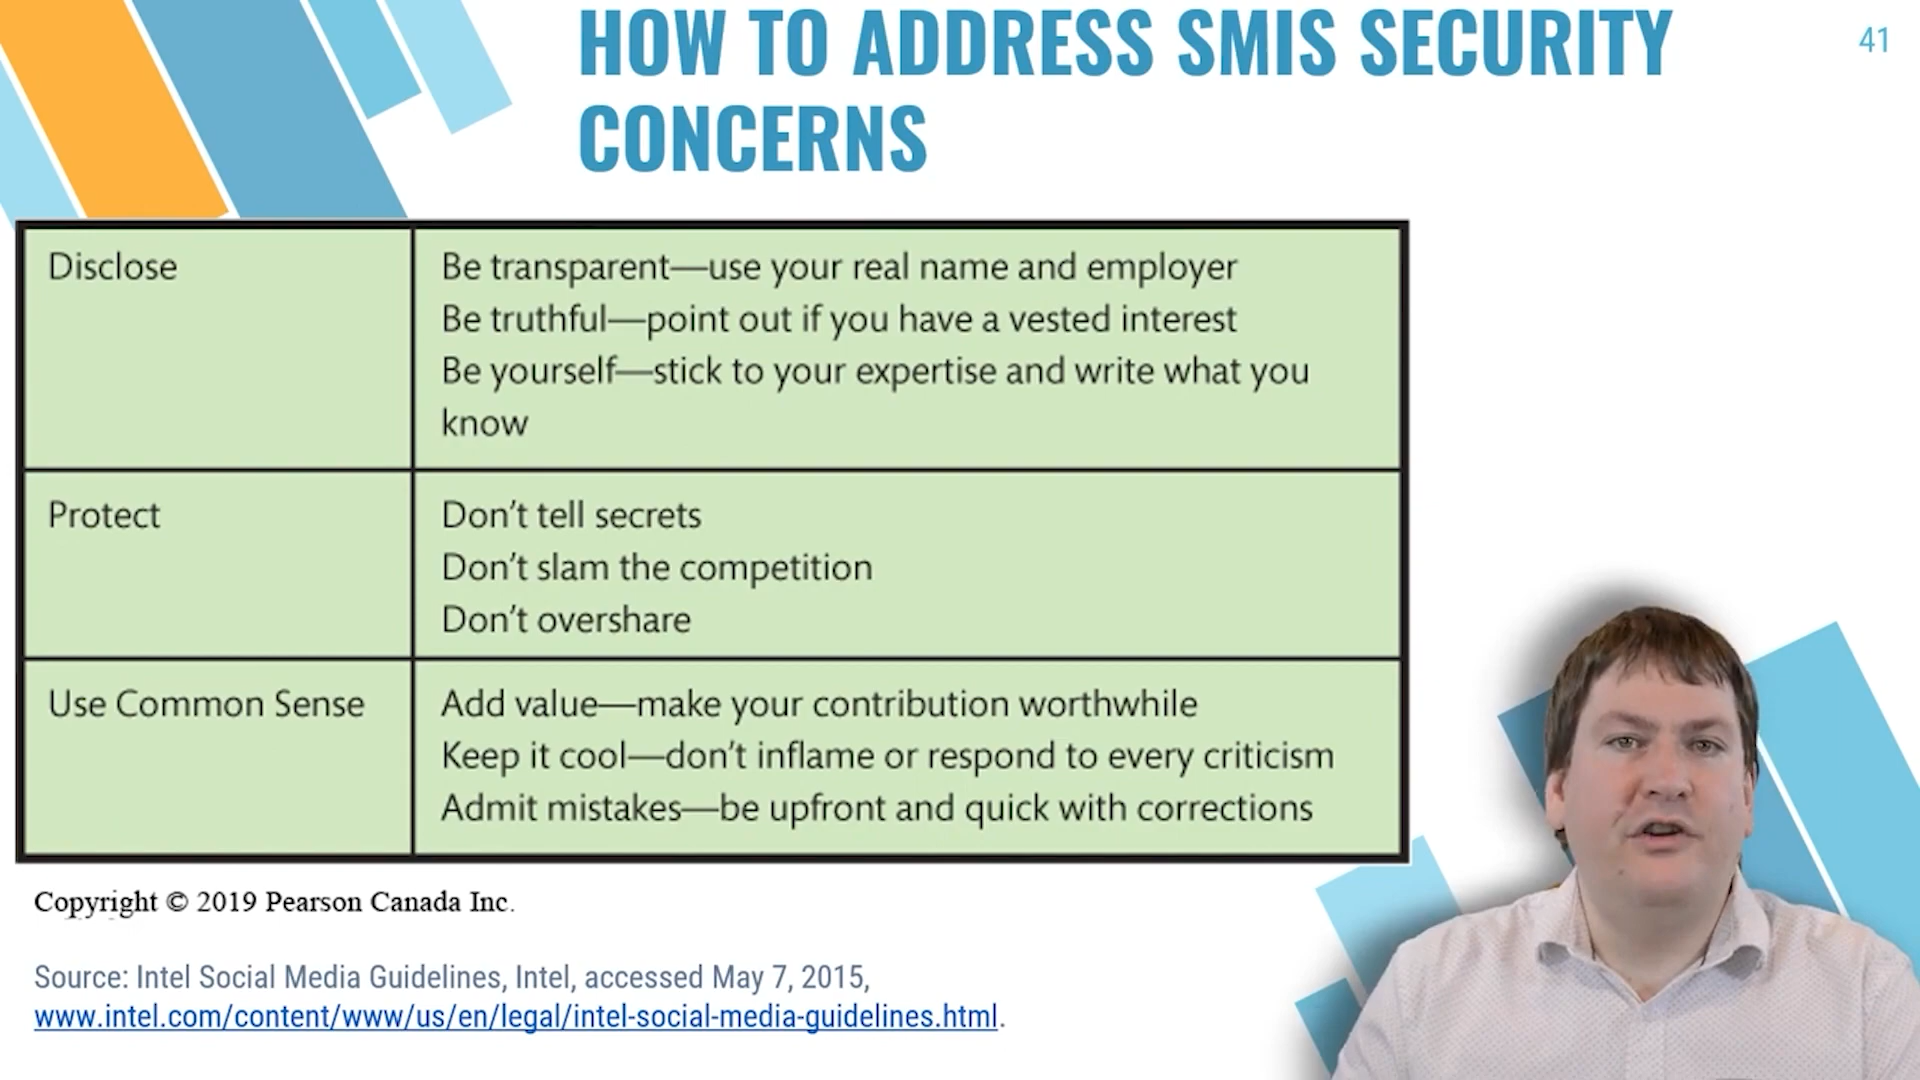 HOW TO ADDRESS SMIS SECURITY
CONCERNS
41
Disclose
Be transparent—use your real name and employer
Be truthful—point out if you have a vested interest
Be yourself—stick to your expertise and write what you
know
Protect
Don't tell secrets
Don't slam the competition
Don't overshare
Use Common Sense
Add value—make your contribution worthwhile
Keep it cool—don't inflame or respond to every criticism
Admit mistakes—be upfront and quick with corrections
Copyright © 2019 Pearson Canada Inc.
Source: Intel Social Media Guidelines, Intel, accessed May 7, 2015,
www.intel.com/content/www/us/en/legal/intel-social-media-guidelines.html.